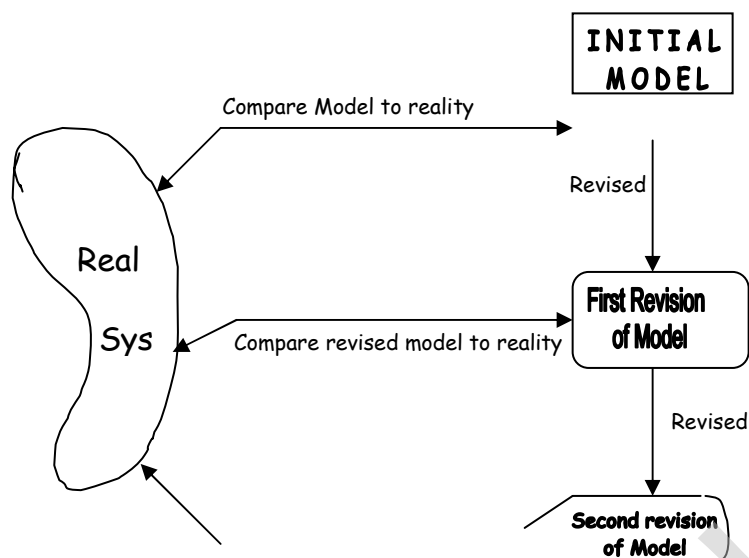 INITIAL
MODEL
Compare Model to reality
Revised
Real
First Revision
of Model
Sys
Compare revised model to reality
Revised
Second revision
of Model